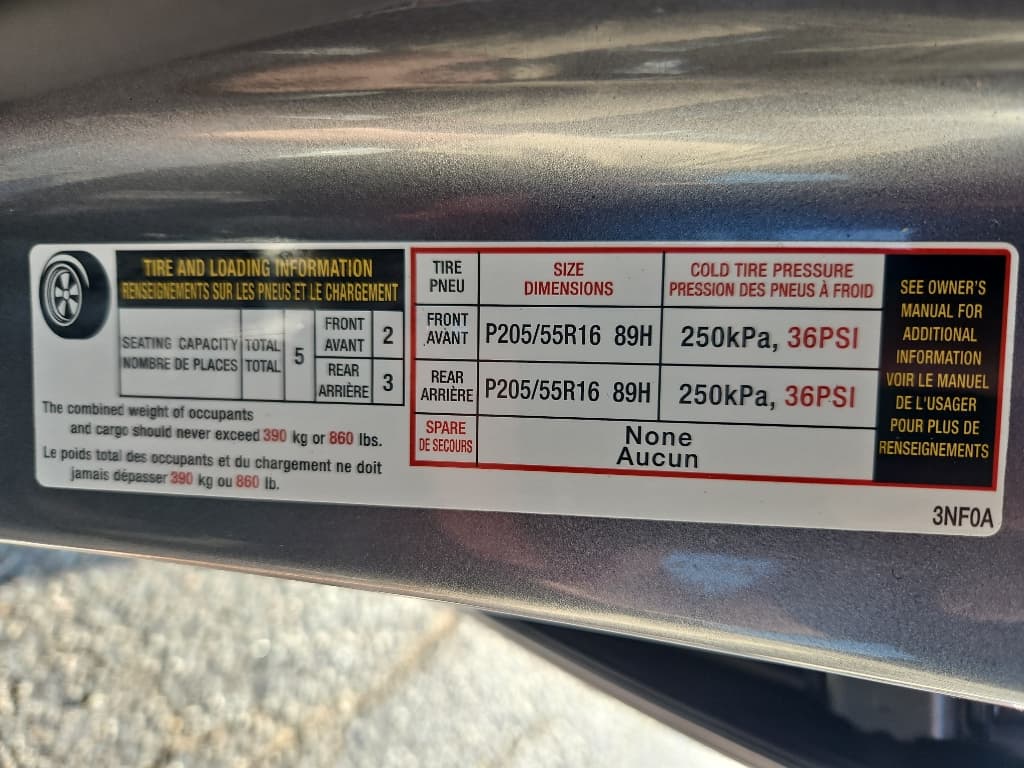 TIRE AND LOADING INFORMATION
RENSEIGNEMENTS SUR LES PNEUS ET LE CHARGEMENT
SEATING CAPACITY TOTAL 5 FRONT 2
NOMBRE DE PLACES TOTAL AVANT
REAR 3
ARRIÈRE
The combined weight of occupants
and cargo should never exceed 390 kg or 860 lbs.
Le poids total des occupants et du chargement ne doit
jamais dépasser 390 kg ou 860 lb.
TIRE SIZE COLD TIRE PRESSURE
PNEU DIMENSIONS PRESSION DES PNEUS À FROID
FRONT
AVANT P205/55R16 89H 250kPa, 36PSI
REAR
ARRIÈRE P205/55R16 89H 250kPa, 36PSI
SPARE None
DE SECOURS Aucun
SEE OWNER'S
MANUAL FOR
ADDITIONAL
INFORMATION
VOIR LE MANUEL
DE L'USAGER
POUR PLUS DE
RENSEIGNEMENTS
3NF0A